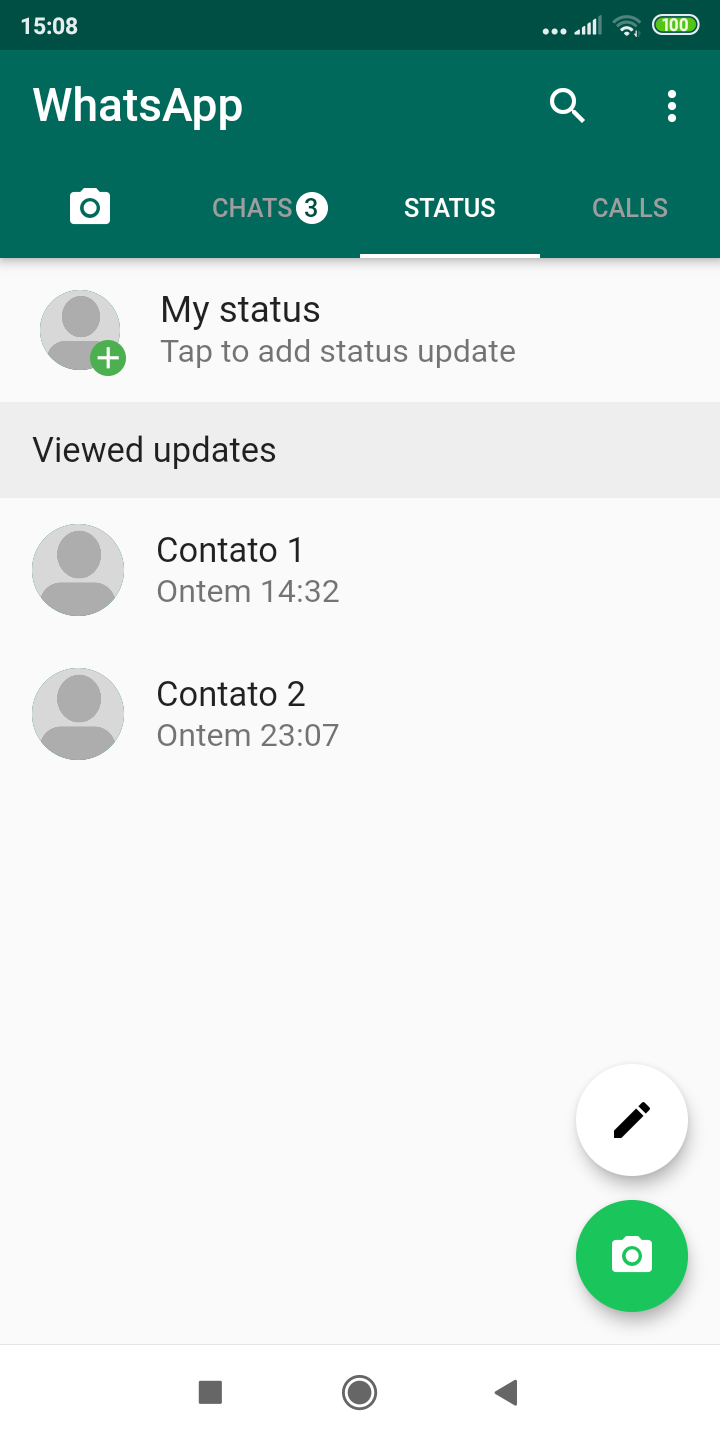 15:08
100
WhatsApp
CHATS 3 STATUS CALLS
My status
Tap to add status update
Viewed updates
Contato 1
Ontem 14:32
Contato 2
Ontem 23:07